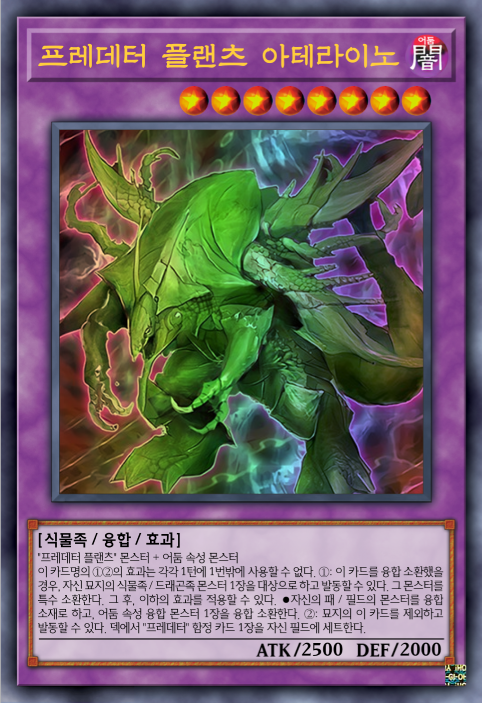 프레데터 플랜츠 아테라이노
어둠
闇
[식물족 / 융합 / 효과]
"프레데터 플랜츠" 몬스터 + 어둠 속성 몬스터
이 카드명의 ①②의 효과는 각각 1턴에 1번밖에 사용할 수 없다. ①: 이 카드를 융합 소환했을
경우, 자신 묘지의 식물족 / 드래곤족 몬스터 1장을 대상으로 하고 발동할 수 있다. 그 몬스터를
특수 소환한다. 그 후, 이하의 효과를 적용할 수 있다. ●자신의 패 / 필드의 몬스터를 융합
소재로 하고, 어둠 속성 융합 몬스터 1장을 융합 소환한다. ②: 묘지의 이 카드를 제외하고
발동할 수 있다. 덱에서 "프레데터" 함정 카드 1장을 자신 필드에 세트한다.
ATK/2500 DEF/2000